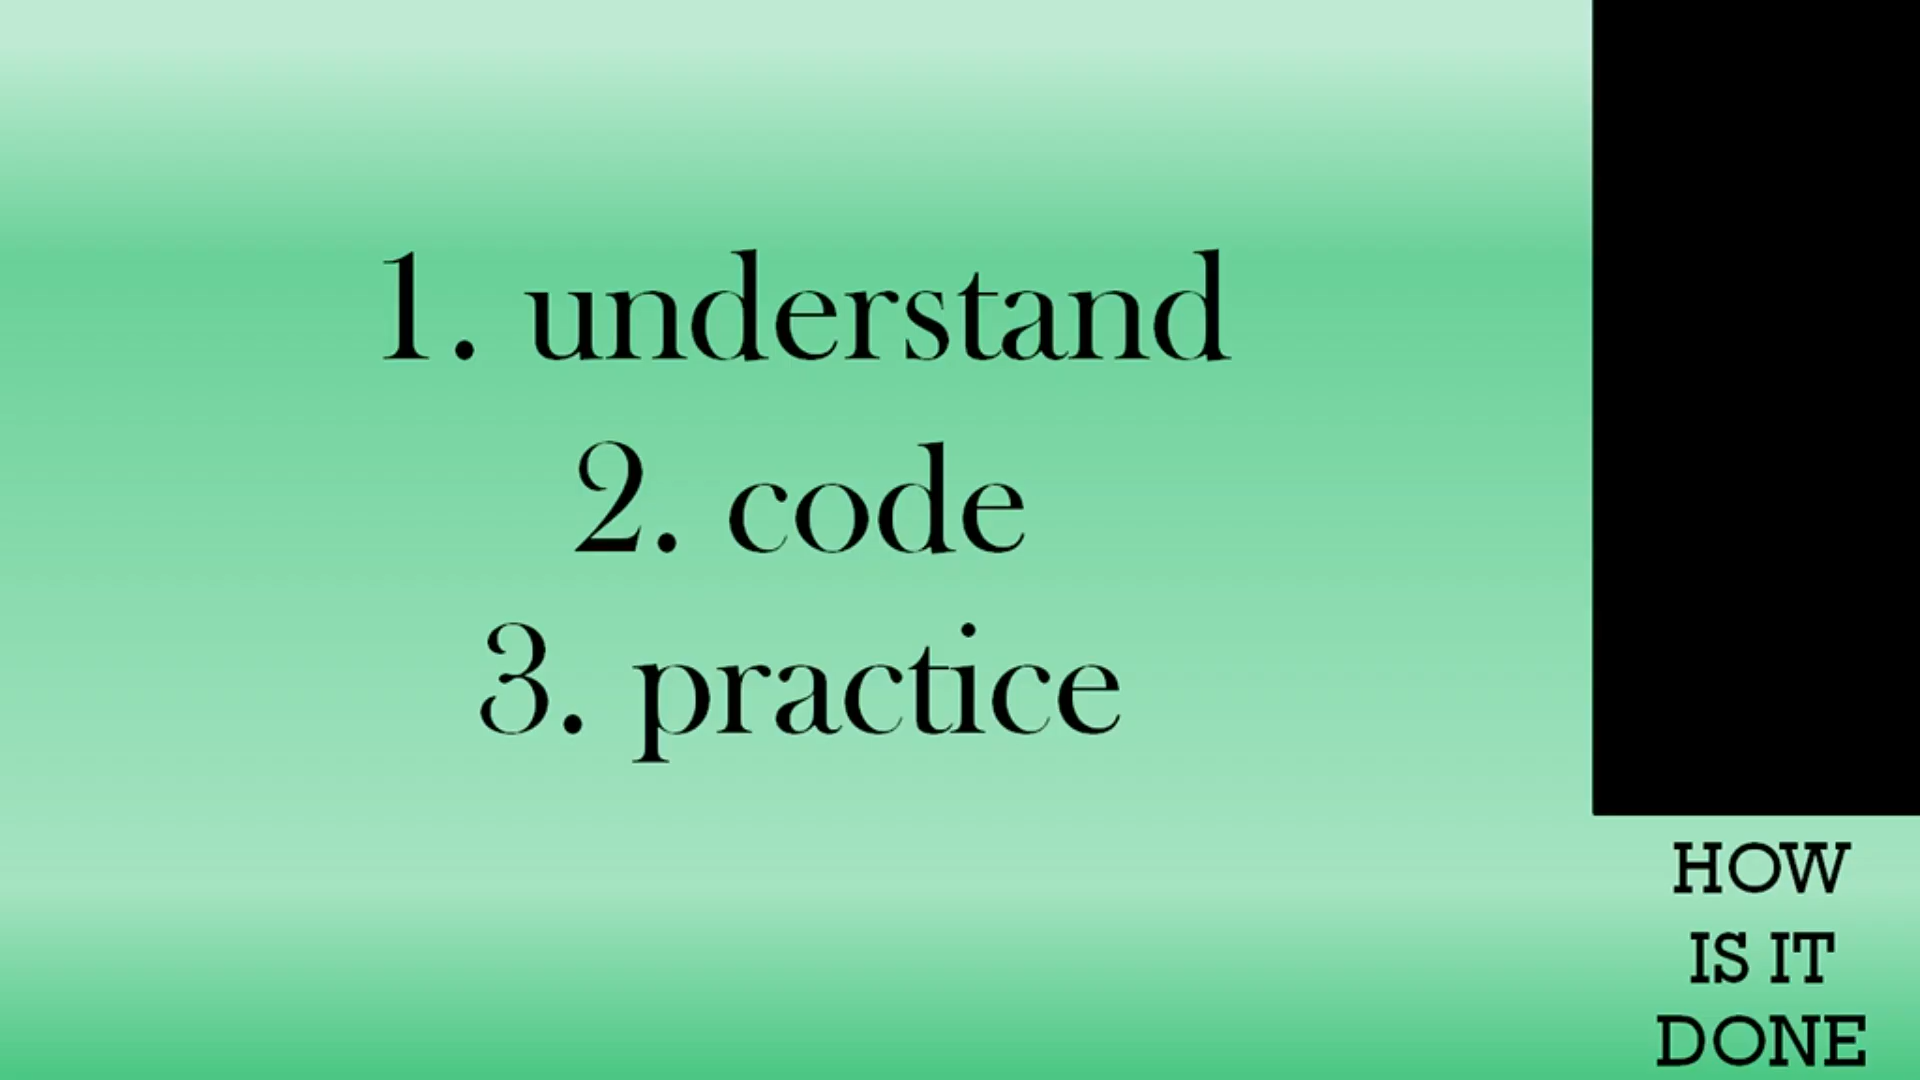 1. understand
2. code
3. practice
HOW
IS IT
DONE